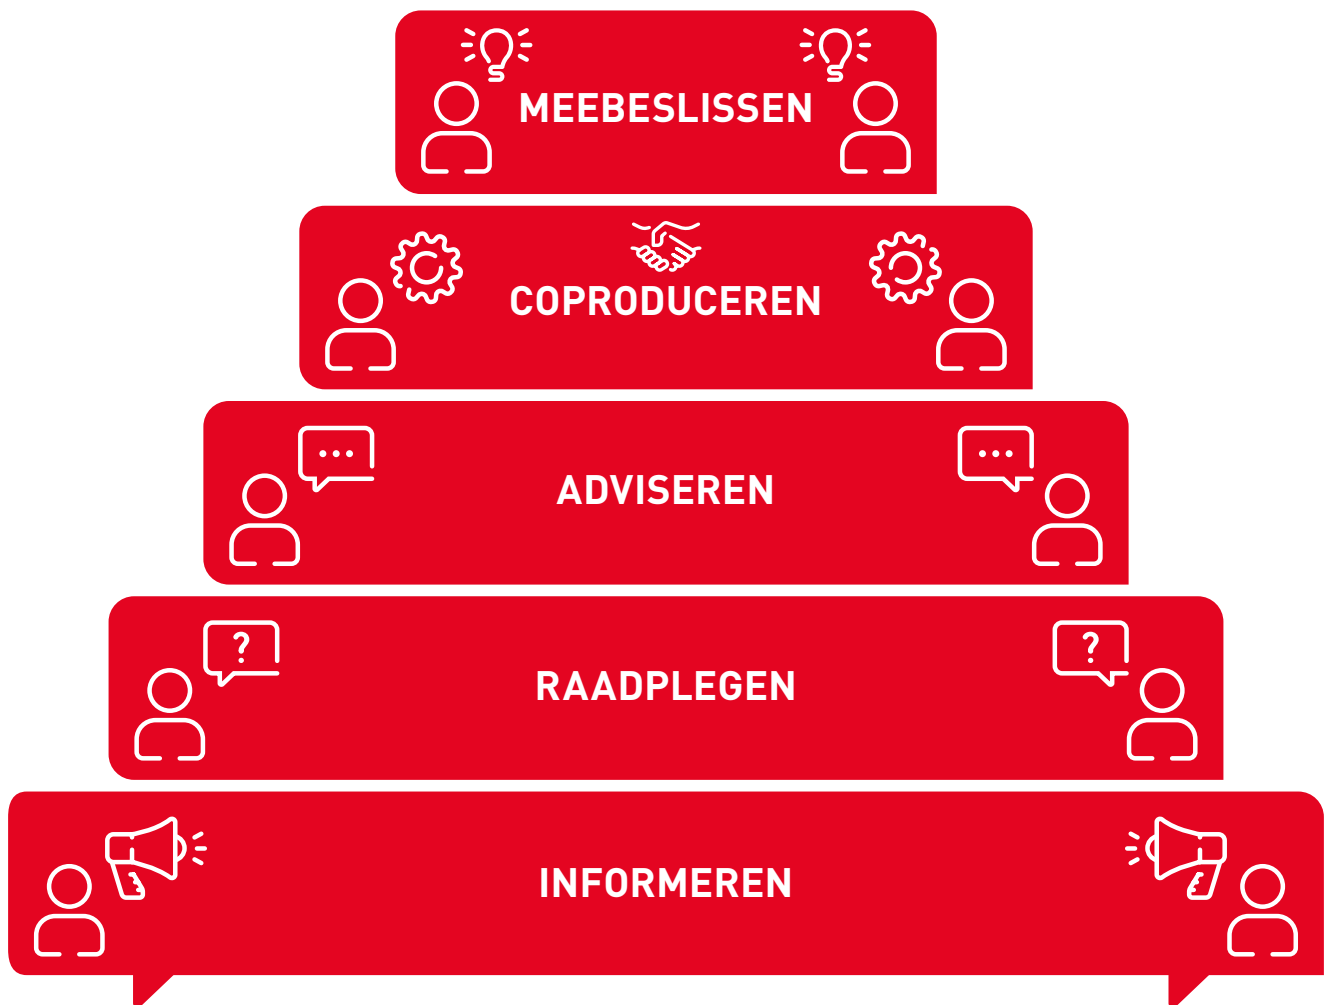 MEEBESLISSEN
COPRODUCEREN
ADVISEREN
?
?
RAADPLEGEN
INFORMEREN